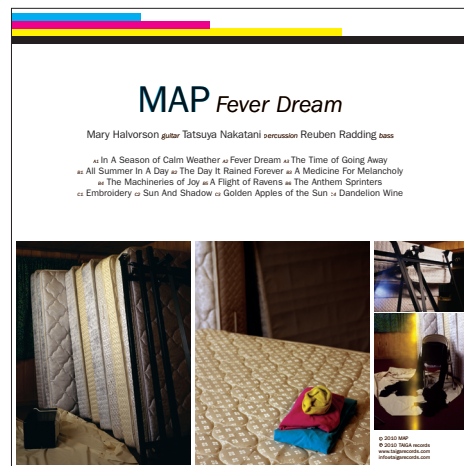 MAP Fever Dream
Mary Halvorson guitar Tatsuya Nakatani percussion Reuben Radding bass
A1 In A Season of Calm Weather A2 Fever Dream A3 The Time of Going Away
B1 All Summer In A Day B2 The Day It Rained Forever B3 A Medicine For Melancholy
B4 The Machineries of Joy B5 A Flight of Ravens B6 The Anthem Sprinters
C1 Embroidery C2 Sun And Shadow C3 Golden Apples of the Sun C4 Dandelion Wine
© 2010 MAP
℗ 2010 TAIGA records
www.taigarecords.com
info@taigarecords.com